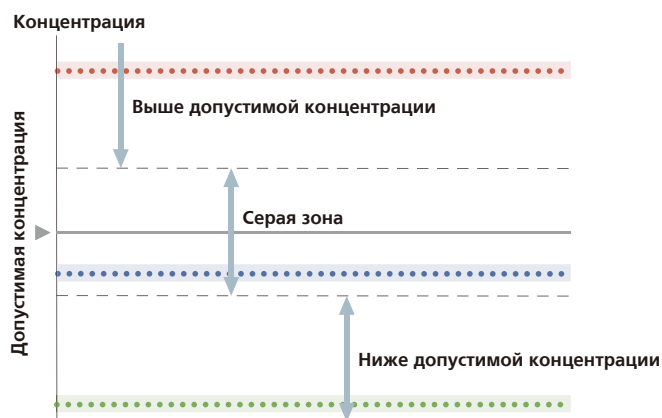 Концентрация
Выше допустимой концентрации
Серая зона
Допустимая концентрация
Ниже допустимой концентрации